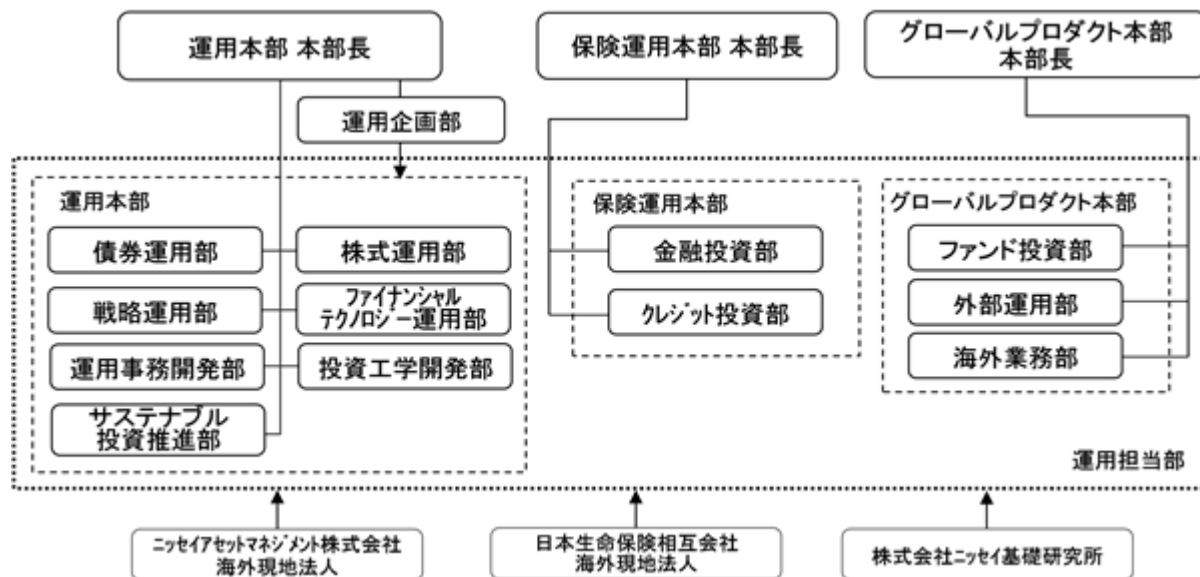 運用本部 本部長
保険運用本部 本部長
グローバルプロダクト本部
本部長
運用企画部
運用本部
債券運用部
株式運用部
戦略運用部
ファイナンシャル
テクノロジー運用部
運用事務開発部
投資工学開発部
サステナブル
投資推進部
保険運用本部
金融投資部
クレジット投資部
グローバルプロダクト本部
ファンド投資部
外部運用部
海外業務部
運用担当部
ニッセイアセットマネジメント株式会社
海外現地法人
日本生命保険相互会社
海外現地法人
株式会社ニッセイ基礎研究所